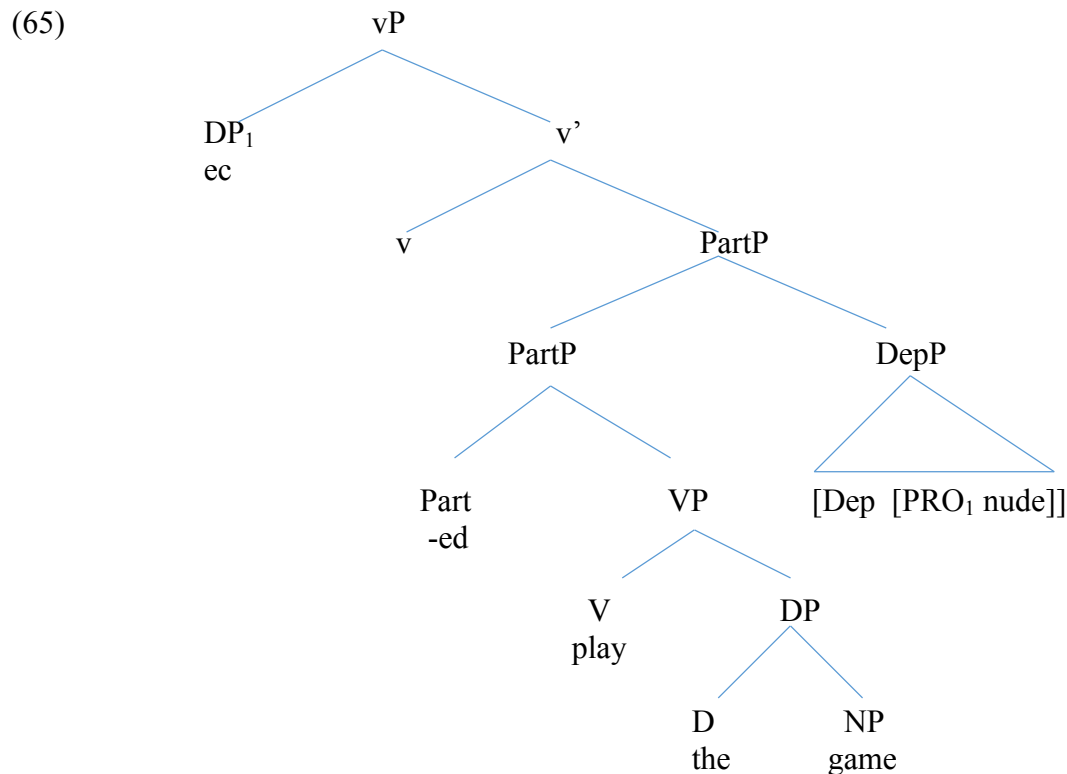 (65) vP
DP₁ v’
ec
v PartP
PartP DepP
Part VP [Dep [PRO₁ nude]]
-ed
V DP
play
D NP
the game